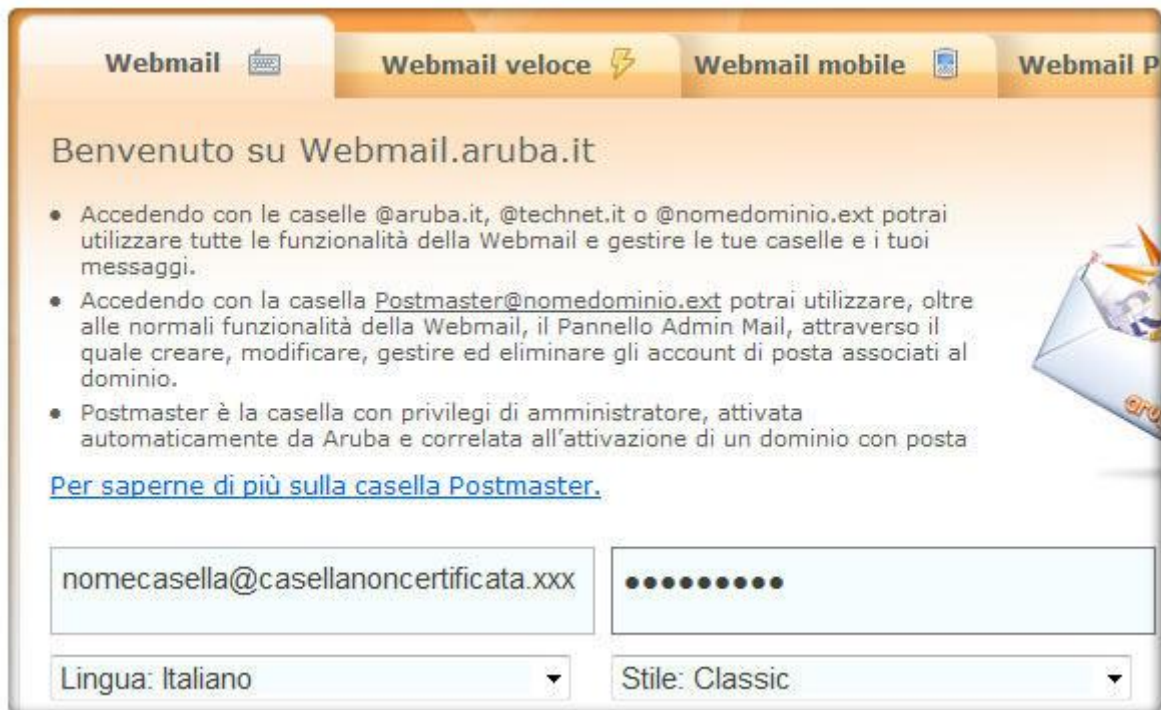 Webmail
Webmail veloce
Webmail mobile
Webmail P
Benvenuto su Webmail.aruba.it
• Accedendo con le caselle @aruba.it, @technet.it o @nomedominio.ext potrai
utilizzare tutte le funzionalità della Webmail e gestire le tue caselle e i tuoi
messaggi.
• Accedendo con la casella Postmaster@nomedominio.ext potrai utilizzare, oltre
alle normali funzionalità della Webmail, il Pannello Admin Mail, attraverso il
quale creare, modificare, gestire ed eliminare gli account di posta associati al
dominio.
• Postmaster è la casella con privilegi di amministratore, attivata
automaticamente da Aruba e correlata all'attivazione di un dominio con posta
Per saperne di più sulla casella Postmaster.
nomecasella@casellanoncertificata.xxx
•••••••••
Lingua: Italiano
Stile: Classic